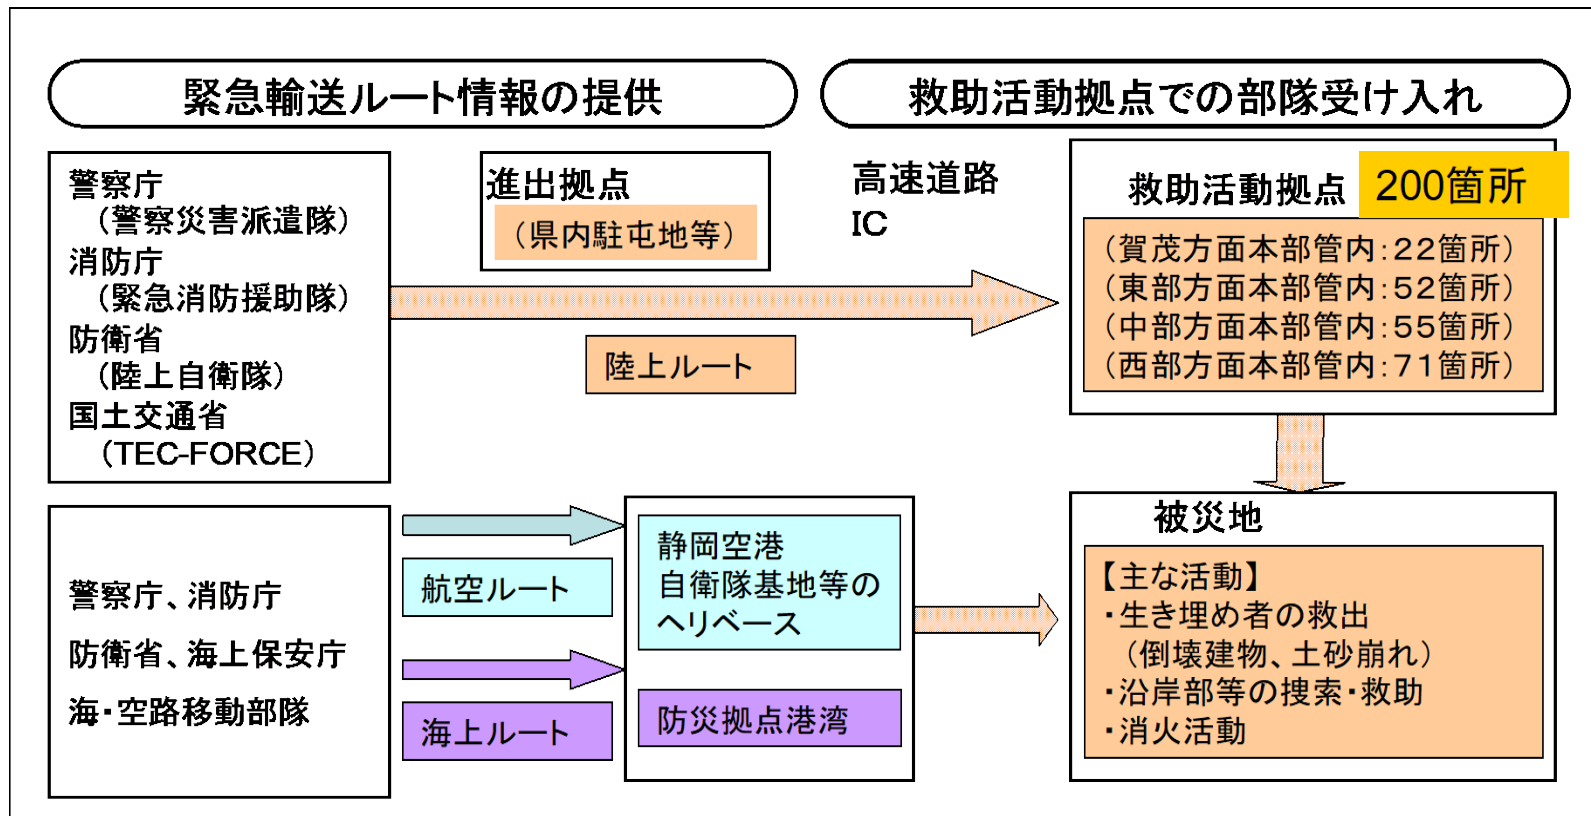 緊急輸送ルート情報の提供
救助活動拠点での部隊受け入れ
警察庁
（警察災害派遣隊）
消防庁
（緊急消防援助隊）
防衛省
（陸上自衛隊）
国土交通省
（TEC-FORCE）
進出拠点
（県内駐屯地等）
陸上ルート
高速道路
IC
救助活動拠点
200箇所
（賀茂方面本部管内：２２箇所）
（東部方面本部管内：５２箇所）
（中部方面本部管内：５５箇所）
（西部方面本部管内：７１箇所）
警察庁、消防庁
防衛省、海上保安庁
海・空路移動部隊
航空ルート
海上ルート
静岡空港
自衛隊基地等の
ヘリベース
防災拠点港湾
被災地
【主な活動】
・生き埋め者の救出
（倒壊建物、土砂崩れ）
・沿岸部等の捜索・救助
・消火活動